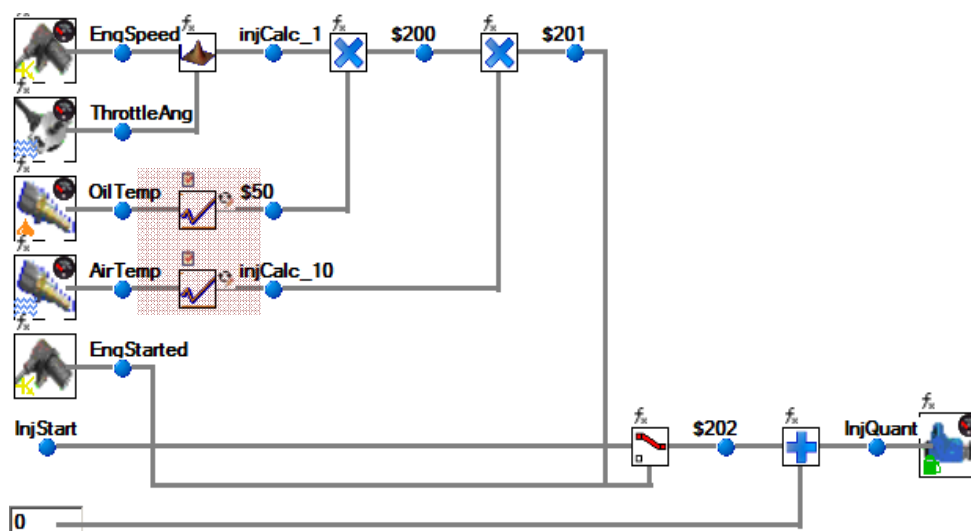 EngSpeed
injCalc_1
$200
$201
ThrottleAng
OilTemp
$50
AirTemp
injCalc_10
EngStarted
InjStart
$202
InjQuant
0